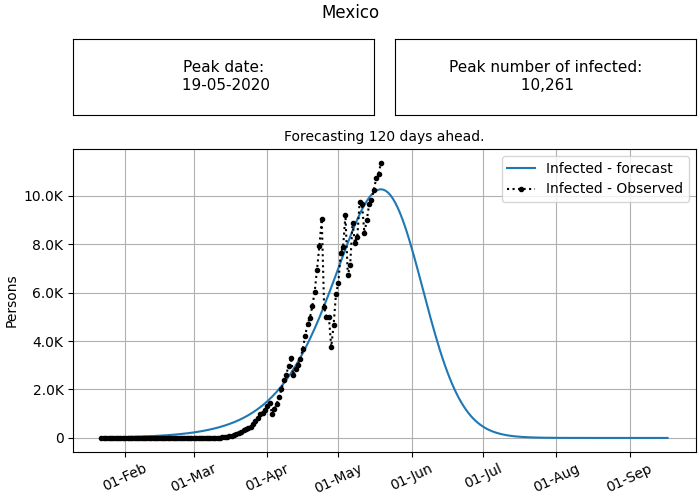 Mexico
Peak date:
19-05-2020
Peak number of infected:
10,261
Forecasting 120 days ahead.
Infected - forecast
Infected - Observed
Persons
10.0K
8.0K
6.0K
4.0K
2.0K
0
01-Feb
01-Mar
01-Apr
01-May
01-Jun
01-Jul
01-Aug
01-Sep